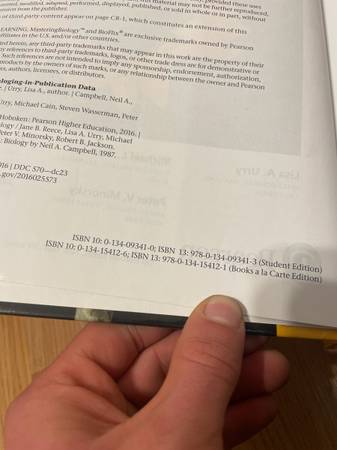 material may not be further reproduced,
modified, adapted, performed, displayed, published, or sold in whole or in part, without
permission from the publisher.
or third-party content appear on page CR-1, which constitutes an extension of this
LEARNING, MasteringBiology™ and BioFlix® are exclusive trademarks owned by Pearson
affiliates in the U.S. and/or other countries.
herein, any third-party trademarks that may appear in this work are the property of their
references to third-party trademarks, logos, or other trade dress are for demonstrative or
Such references are not intended to imply any sponsorship, endorsement, authorization,
products by the owners of such marks, or any relationship between the owner and Pearson
authors, licensees, or distributors.
Cataloging-in-Publication Data
Urry, Lisa A., author. | Campbell, Neil A.,
Urry, Michael Cain, Steven Wasserman, Peter
Hoboken: Pearson Higher Education, 2016. |
/ Jane B. Reece, Lisa A. Urry, Michael
Peter V. Minorsky, Robert B. Jackson.
: Biology by Neil A. Campbell, 1987.
| DDC 570—dc23
.gov/2016025573
ISBN 10: 0-134-09341-0; ISBN 13: 978-0-134-09341-3 (Student Edition)
ISBN 10: 0-134-15412-6; ISBN 13: 978-0-134-15412-1 (Books a la Carte Edition)